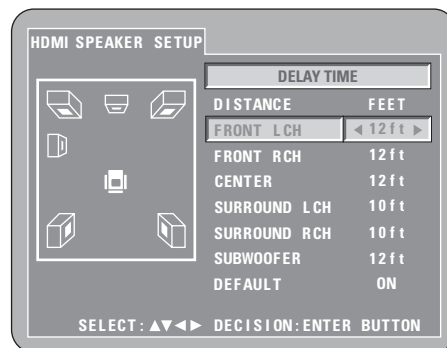 HDMI SPEAKER SETUP
DELAY TIME
DISTANCE FEET
FRONT LCH ◀ 12ft ▶
FRONT RCH 12ft
CENTER 12ft
SURROUND LCH 10ft
SURROUND RCH 10ft
SUBWOOFER 12ft
DEFAULT ON
SELECT:▲▼◀▶ DECISION:ENTER BUTTON